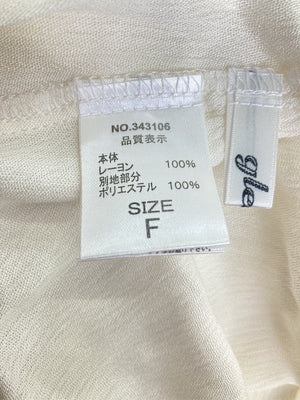 NO.343106
品質表示
本体
レーヨン 100%
別地部分
ポリエステル 100%
SIZE
F
gle